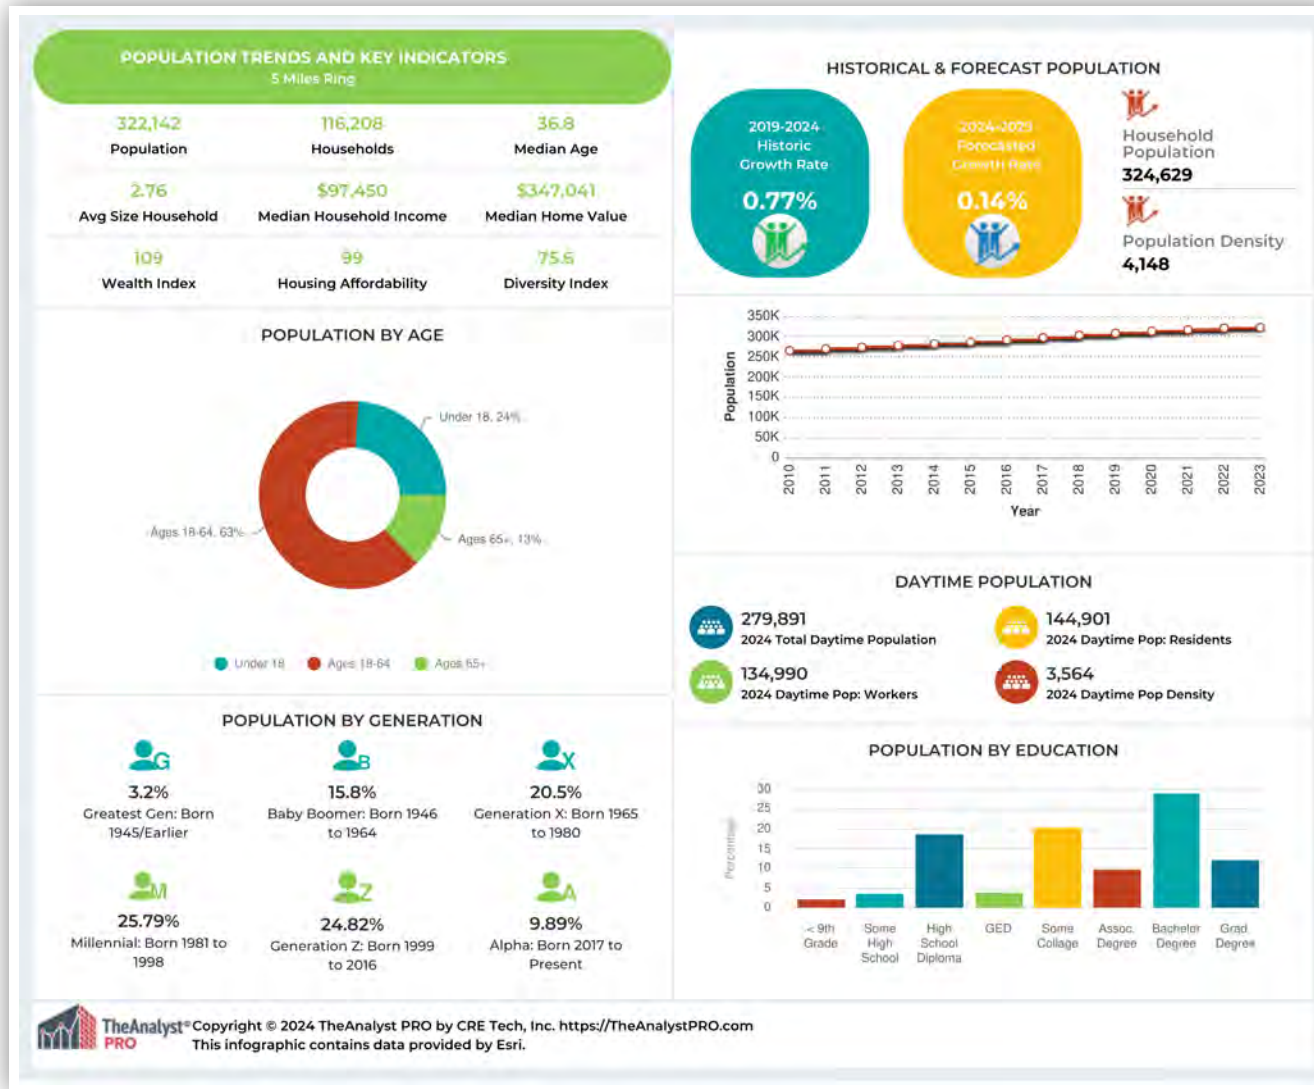 POPULATION TRENDS AND KEY INDICATORS
5 Miles Ring
322,142
Population
116,208
Households
36.8
Median Age
2.76
Avg Size Household
$97,450
Median Household Income
$347,041
Median Home Value
109
Wealth Index
99
Housing Affordability
75.6
Diversity Index
POPULATION BY AGE
Under 18, 24%
Ages 18-64, 63%
Ages 65+, 13%
Under 18
Ages 18-64
Ages 65+
POPULATION BY GENERATION
G
3.2%
Greatest Gen: Born
1945/Earlier
B
15.8%
Baby Boomer: Born 1946
to 1964
X
20.5%
Generation X: Born 1965
to 1980
M
25.79%
Millennial: Born 1981 to
1998
Z
24.82%
Generation Z: Born 1999
to 2016
A
9.89%
Alpha: Born 2017 to
Present
HISTORICAL & FORECAST POPULATION
2019-2024
Historic
Growth Rate
0.77%
2024-2029
Forecasted
Growth Rate
0.14%
Household
Population
324,629
Population Density
4,148
Population
350K
300K
250K
200K
150K
100K
50K
0
2010
2011
2012
2013
2014
2015
2016
2017
2018
2019
2020
2021
2022
2023
Year
DAYTIME POPULATION
279,891
2024 Total Daytime Population
144,901
2024 Daytime Pop: Residents
134,990
2024 Daytime Pop: Workers
3,564
2024 Daytime Pop Density
POPULATION BY EDUCATION
Percentage
30
25
20
15
10
5
0
< 9th
Grade
Some
High
School
High
School
Diploma
GED
Some
Collage
Assoc.
Degree
Bachelor
Degree
Grad.
Degree
TheAnalyst®
PRO
Copyright © 2024 TheAnalyst PRO by CRE Tech, Inc. https://TheAnalystPRO.com
This infographic contains data provided by Esri.